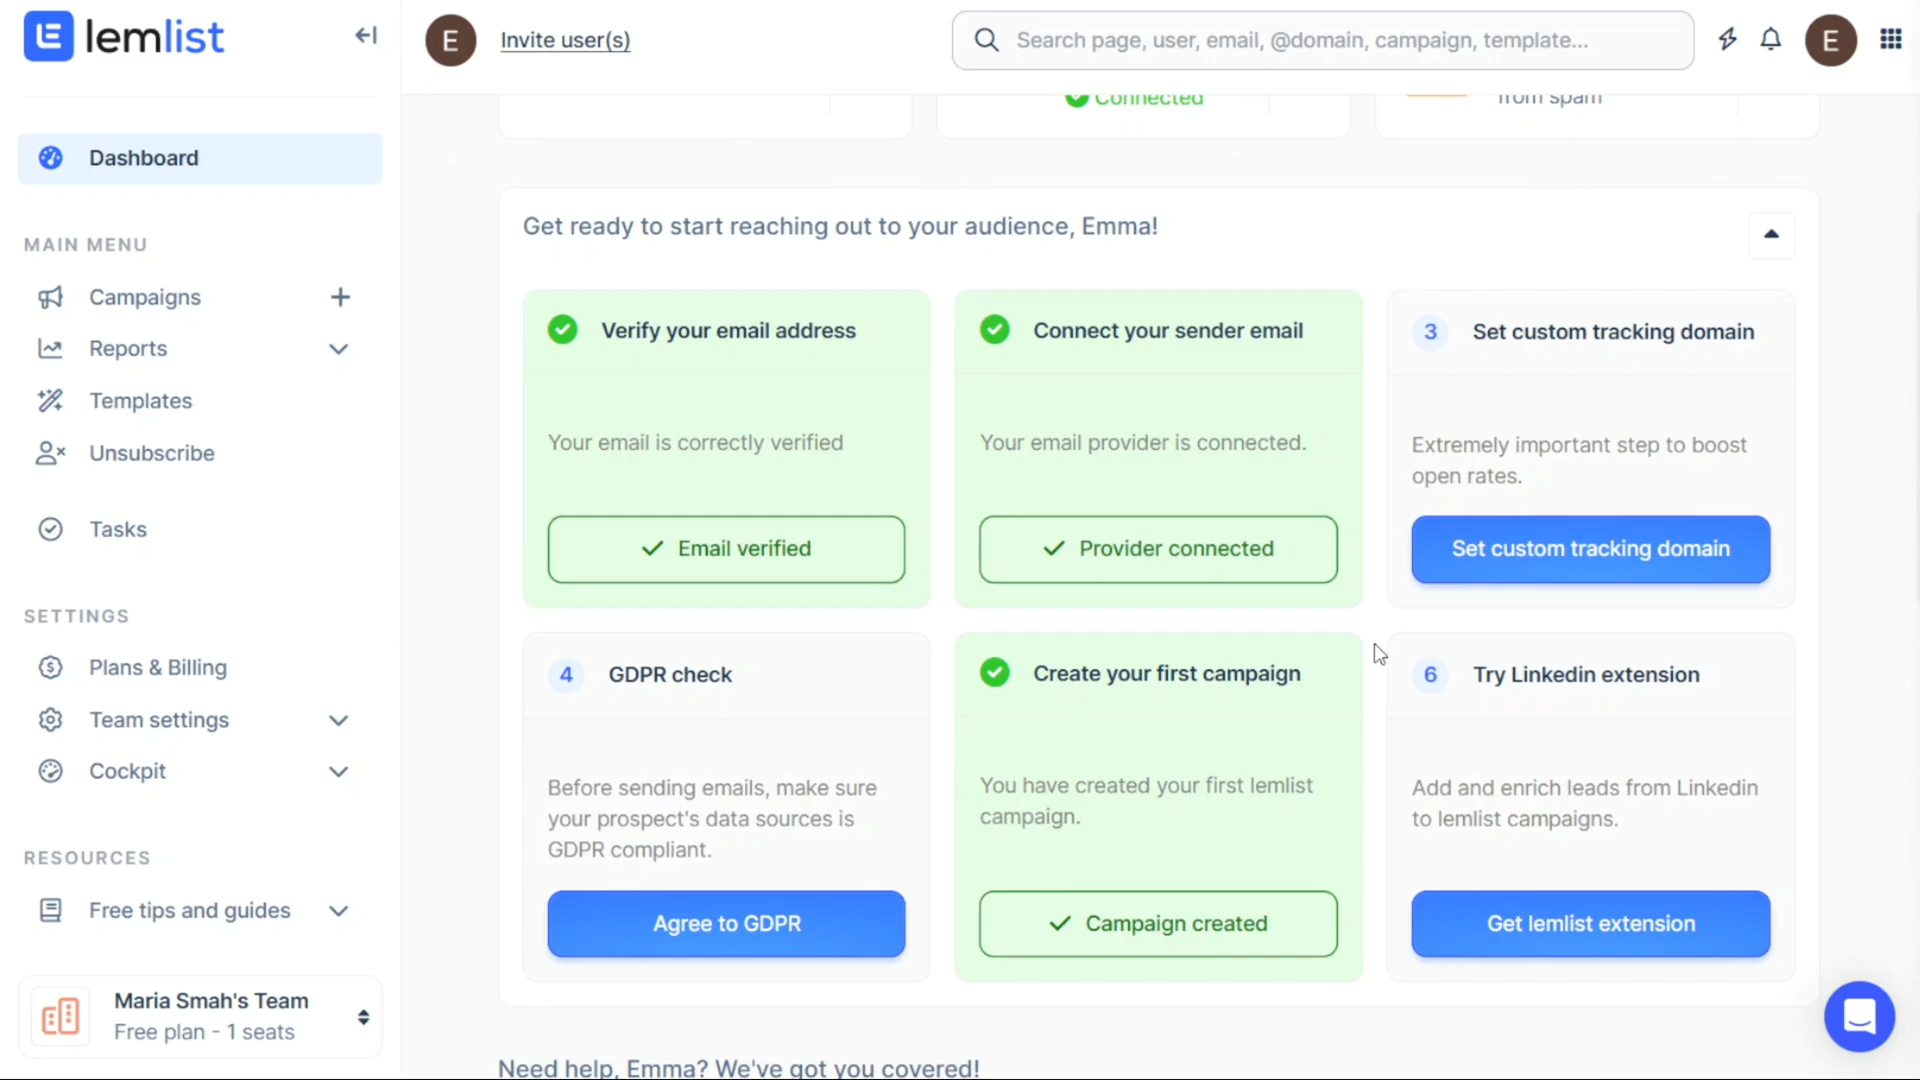 lemlist
E
Invite user(s)
Search page, user, email, @domain, campaign, template...
E
Connected
from spam
Dashboard
MAIN MENU
Campaigns
Reports
Templates
Unsubscribe
Tasks
SETTINGS
Plans & Billing
Team settings
Cockpit
RESOURCES
Free tips and guides
Maria Smah's Team
Free plan - 1 seats
Get ready to start reaching out to your audience, Emma!
Verify your email address
Your email is correctly verified
Email verified
Connect your sender email
Your email provider is connected.
Provider connected
3 Set custom tracking domain
Extremely important step to boost
open rates.
Set custom tracking domain
4 GDPR check
Before sending emails, make sure
your prospect's data sources is
GDPR compliant.
Agree to GDPR
Create your first campaign
You have created your first lemlist
campaign.
Campaign created
6 Try Linkedin extension
Add and enrich leads from Linkedin
to lemlist campaigns.
Get lemlist extension
Need help, Emma? We've got you covered!